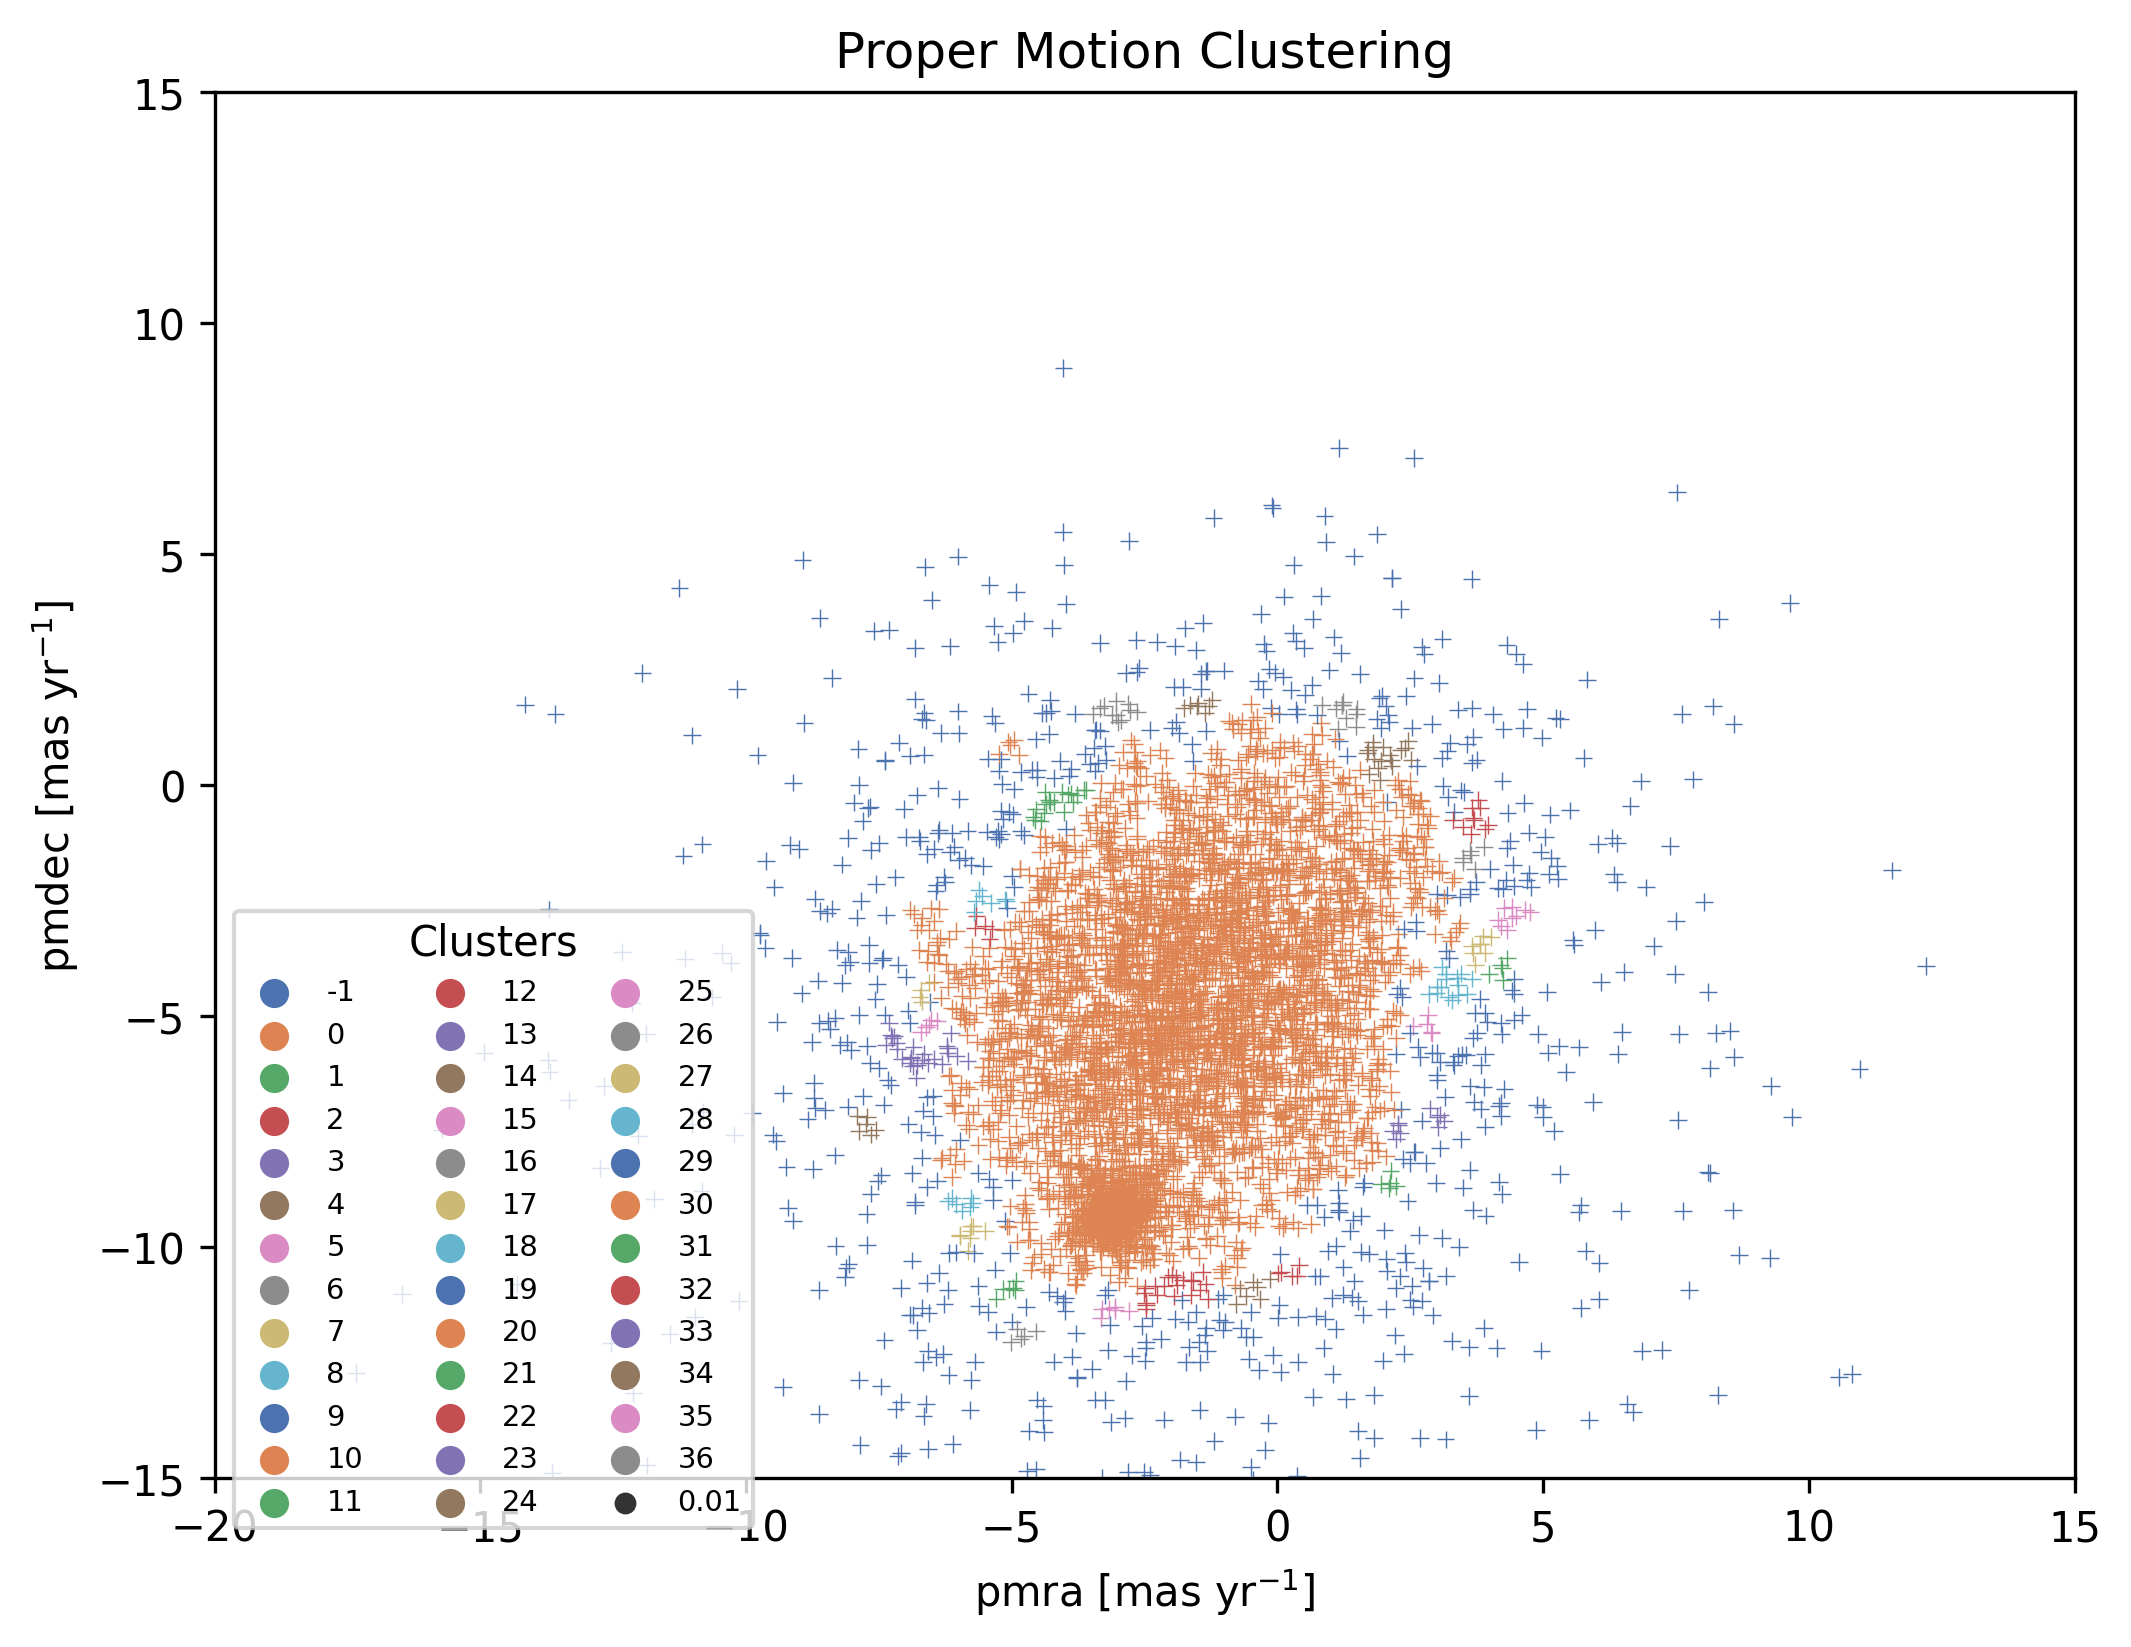 Proper Motion Clustering
15
10
5
0
−5
−10
−15
pmdec [mas yr⁻¹]
Clusters
-1 12 25
0 13 26
1 14 27
2 15 28
3 16 29
4 17 30
5 18 31
6 19 32
7 20 33
8 21 34
9 22 35
10 23 36
11 24 0.01
−20 −15 −10 −5 0 5 10 15
pmra [mas yr⁻¹]